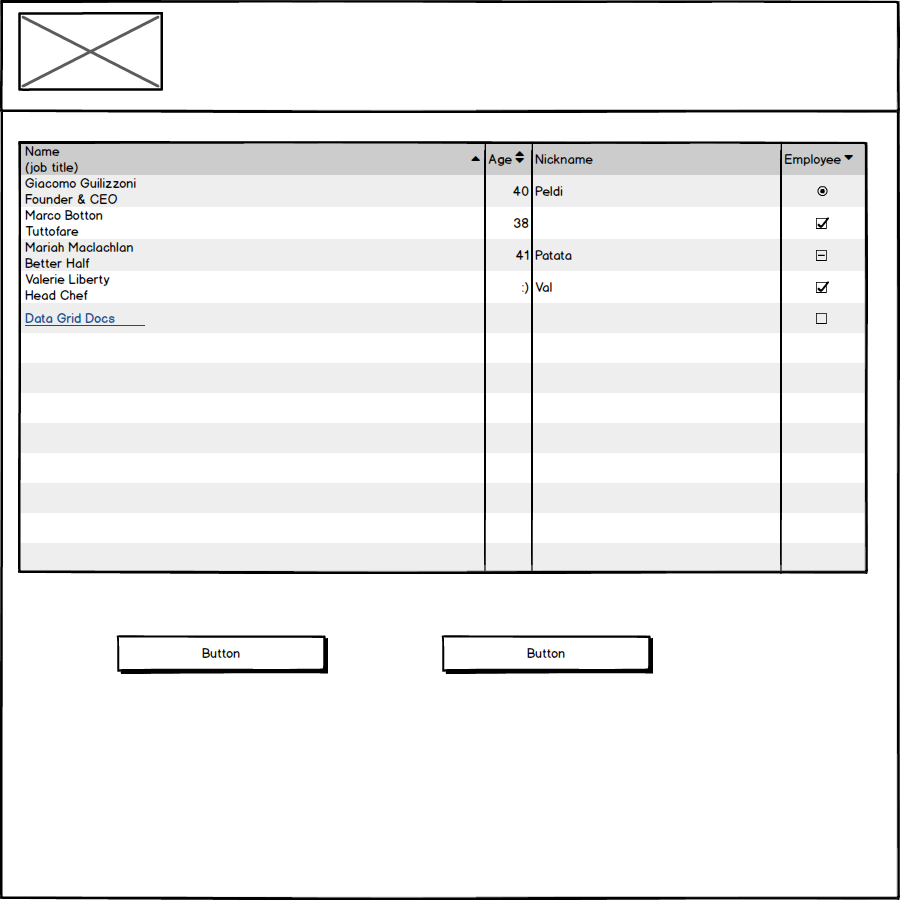 Name
(job title)
Age
Nickname
Employee
Giacomo Guilizzoni
Founder & CEO
40
Peldi
Marco Botton
Tuttofare
38
Mariah Maclachlan
Better Half
41
Patata
Valerie Liberty
Head Chef
:)
Val
Data Grid Docs
Button
Button